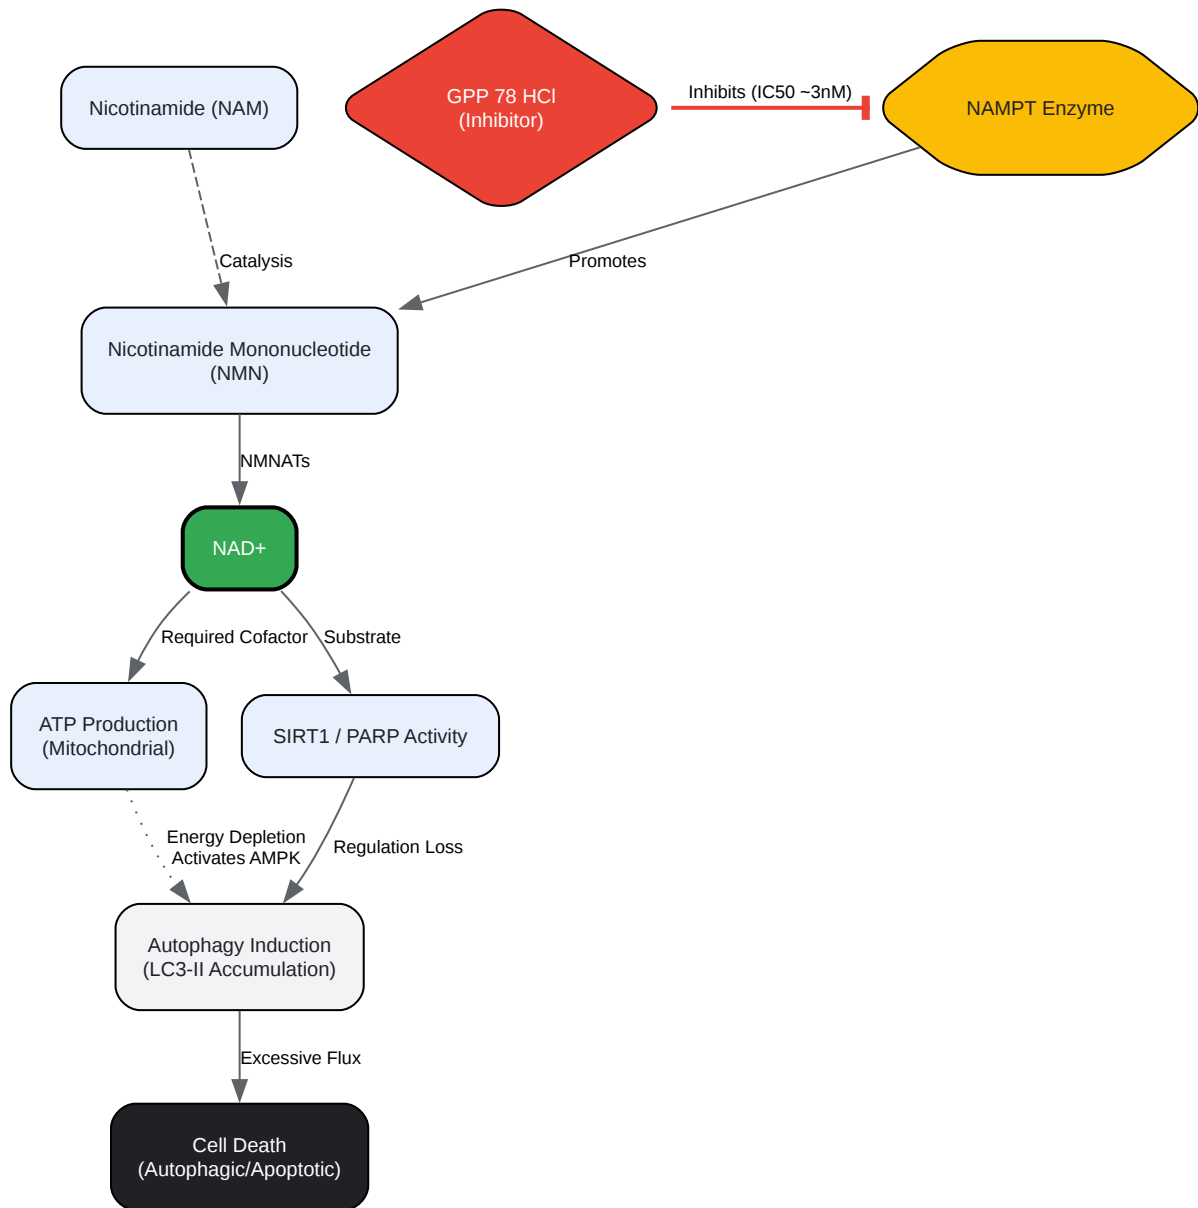 Nicotinamide (NAM)
GPP 78 HCl
(Inhibitor)
Inhibits (IC50 ~3nM)
NAMPT Enzyme
Catalysis
Promotes
Nicotinamide Mononucleotide
(NMN)
NMNATs
NAD+
Required Cofactor
Substrate
ATP Production
(Mitochondrial)
SIRT1 / PARP Activity
Energy Depletion
Activates AMPK
Regulation Loss
Autophagy Induction
(LC3-II Accumulation)
Excessive Flux
Cell Death
(Autophagic/Apoptotic)